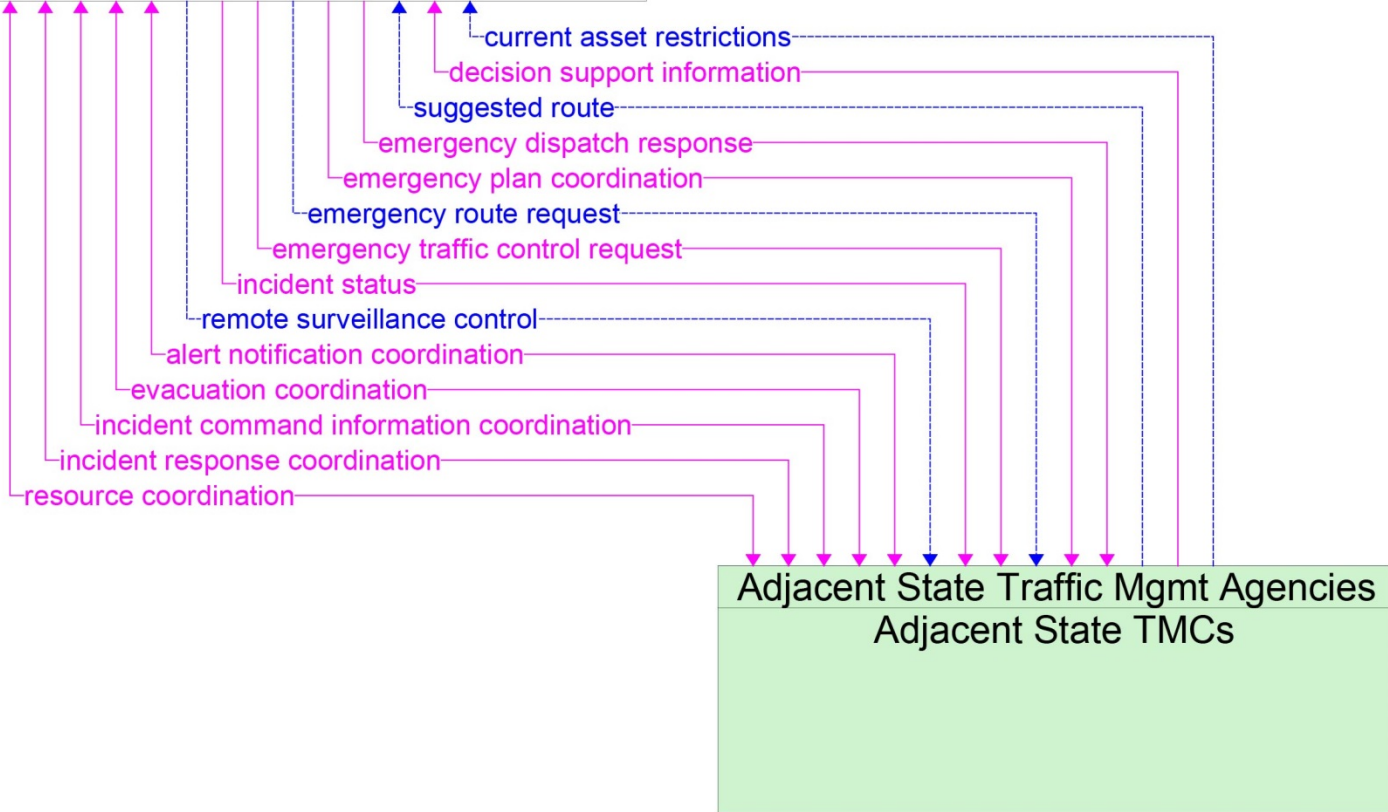 current asset restrictions
decision support information
suggested route
emergency dispatch response
emergency plan coordination
emergency route request
emergency traffic control request
incident status
remote surveillance control
alert notification coordination
evacuation coordination
incident command information coordination
incident response coordination
resource coordination
Adjacent State Traffic Mgmt Agencies
Adjacent State TMCs